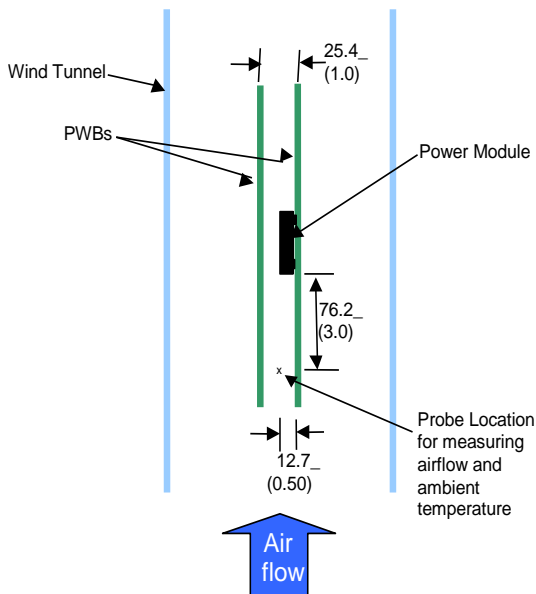 25.4_
(1.0)
Wind Tunnel
PWBs
Power Module
76.2_
(3.0)
x
Probe Location
for measuring
airflow and
ambient
temperature
12.7_
(0.50)
Air
flow